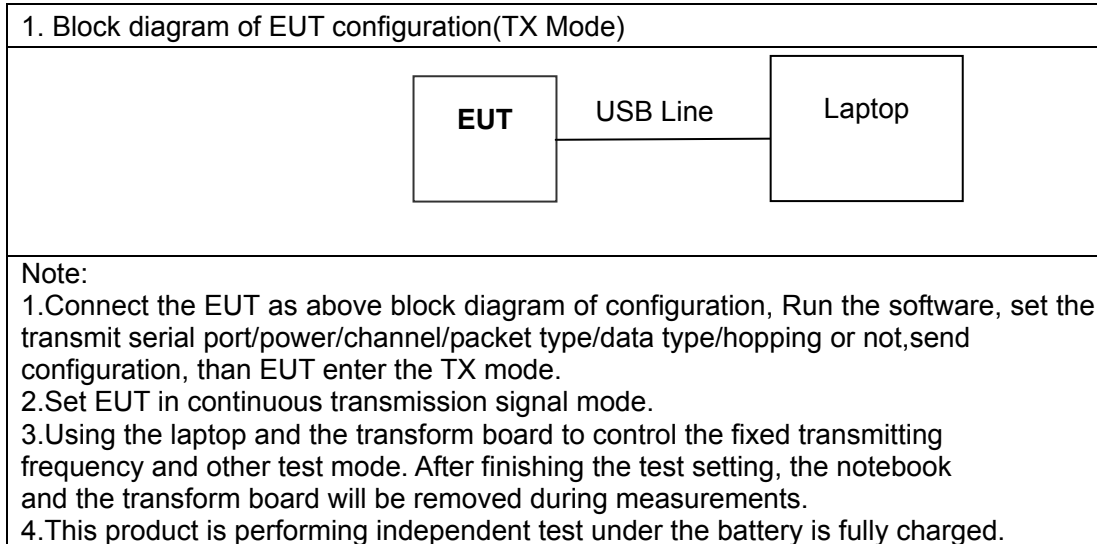 1. Block diagram of EUT configuration(TX Mode)
EUT
USB Line
Laptop
Note:
1.Connect the EUT as above block diagram of configuration, Run the software, set the
transmit serial port/power/channel/packet type/data type/hopping or not,send
configuration, than EUT enter the TX mode.
2.Set EUT in continuous transmission signal mode.
3.Using the laptop and the transform board to control the fixed transmitting
frequency and other test mode. After finishing the test setting, the notebook
and the transform board will be removed during measurements.
4.This product is performing independent test under the battery is fully charged.